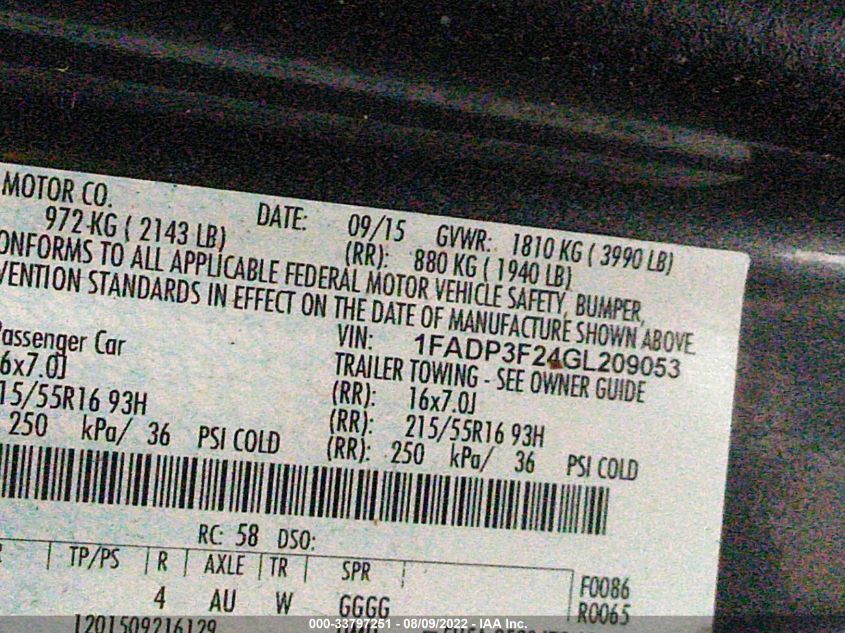 MOTOR CO. DATE: 09/15 GVWR: 1810 KG ( 3990 LB)
972 KG ( 2143 LB) (RR): 880 KG ( 1940 LB)
ONFORMS TO ALL APPLICABLE FEDERAL MOTOR VEHICLE SAFETY, BUMPER,
VENTION STANDARDS IN EFFECT ON THE DATE OF MANUFACTURE SHOWN ABOVE
VIN: 1FADP3F24GL209053
Passenger Car TRAILER TOWING - SEE OWNER GUIDE
6x7.0J (RR): 16x7.0J
15/55R16 93H (RR): 215/55R16 93H
250 kPa/ 36 PSI COLD (RR): 250 kPa/ 36 PSI COLD
RC: 58 DSO:
TP/PS R AXLE TR SPR F0086
4 AU W GGGG R0065
1201509216129
000-33797251 - 08/09/2022 - IAA Inc.